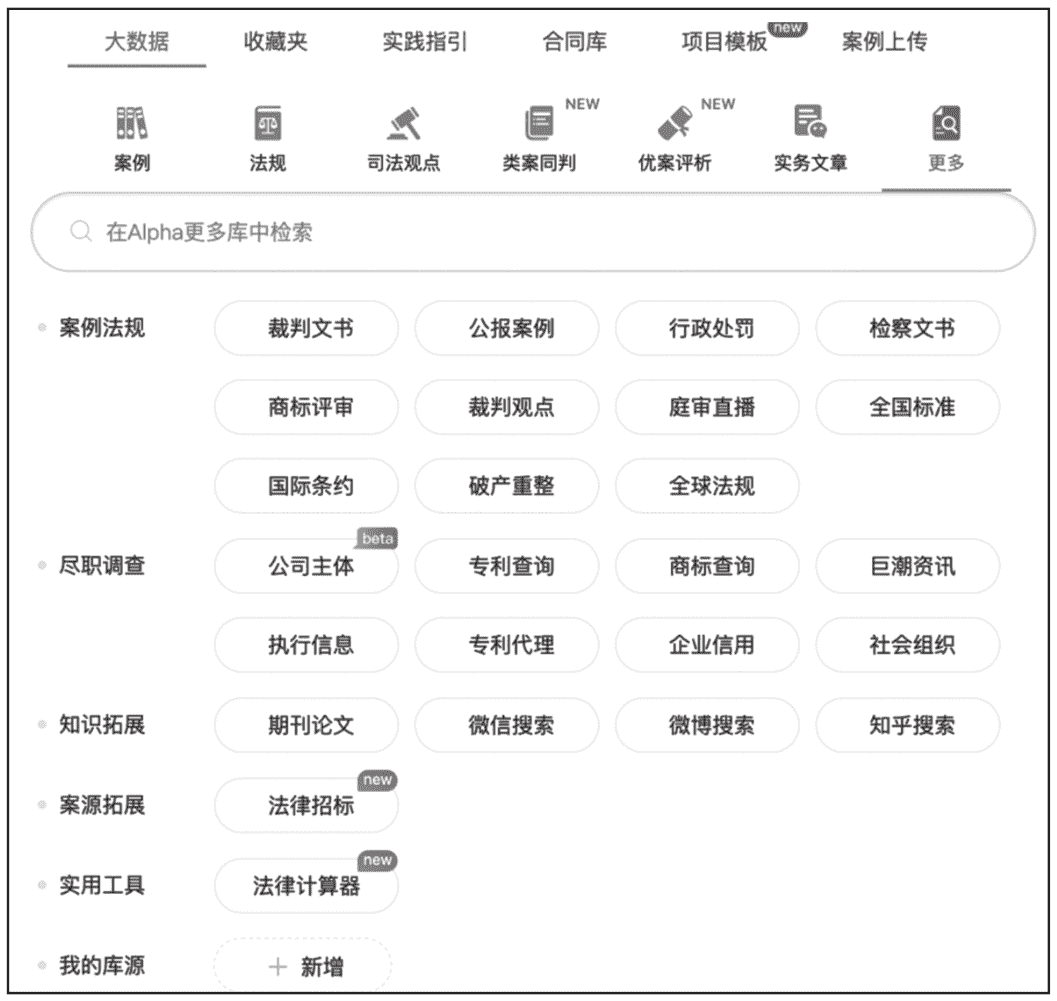 大数据 收藏夹 实践指引 合同库 项目模板 new 案例上传
NEW NEW
案例 法规 司法观点 类案同判 优案评析 实务文章 更多
在Alpha更多库中检索
案例法规 裁判文书 公报案例 行政处罚 检察文书
商标评审 裁判观点 庭审直播 全国标准
国际条约 破产重整 全球法规
beta
尽职调查 公司主体 专利查询 商标查询 巨潮资讯
执行信息 专利代理 企业信用 社会组织
知识拓展 期刊论文 微信搜索 微博搜索 知乎搜索
new
案源拓展 法律招标
new
实用工具 法律计算器
我的库源 + 新增